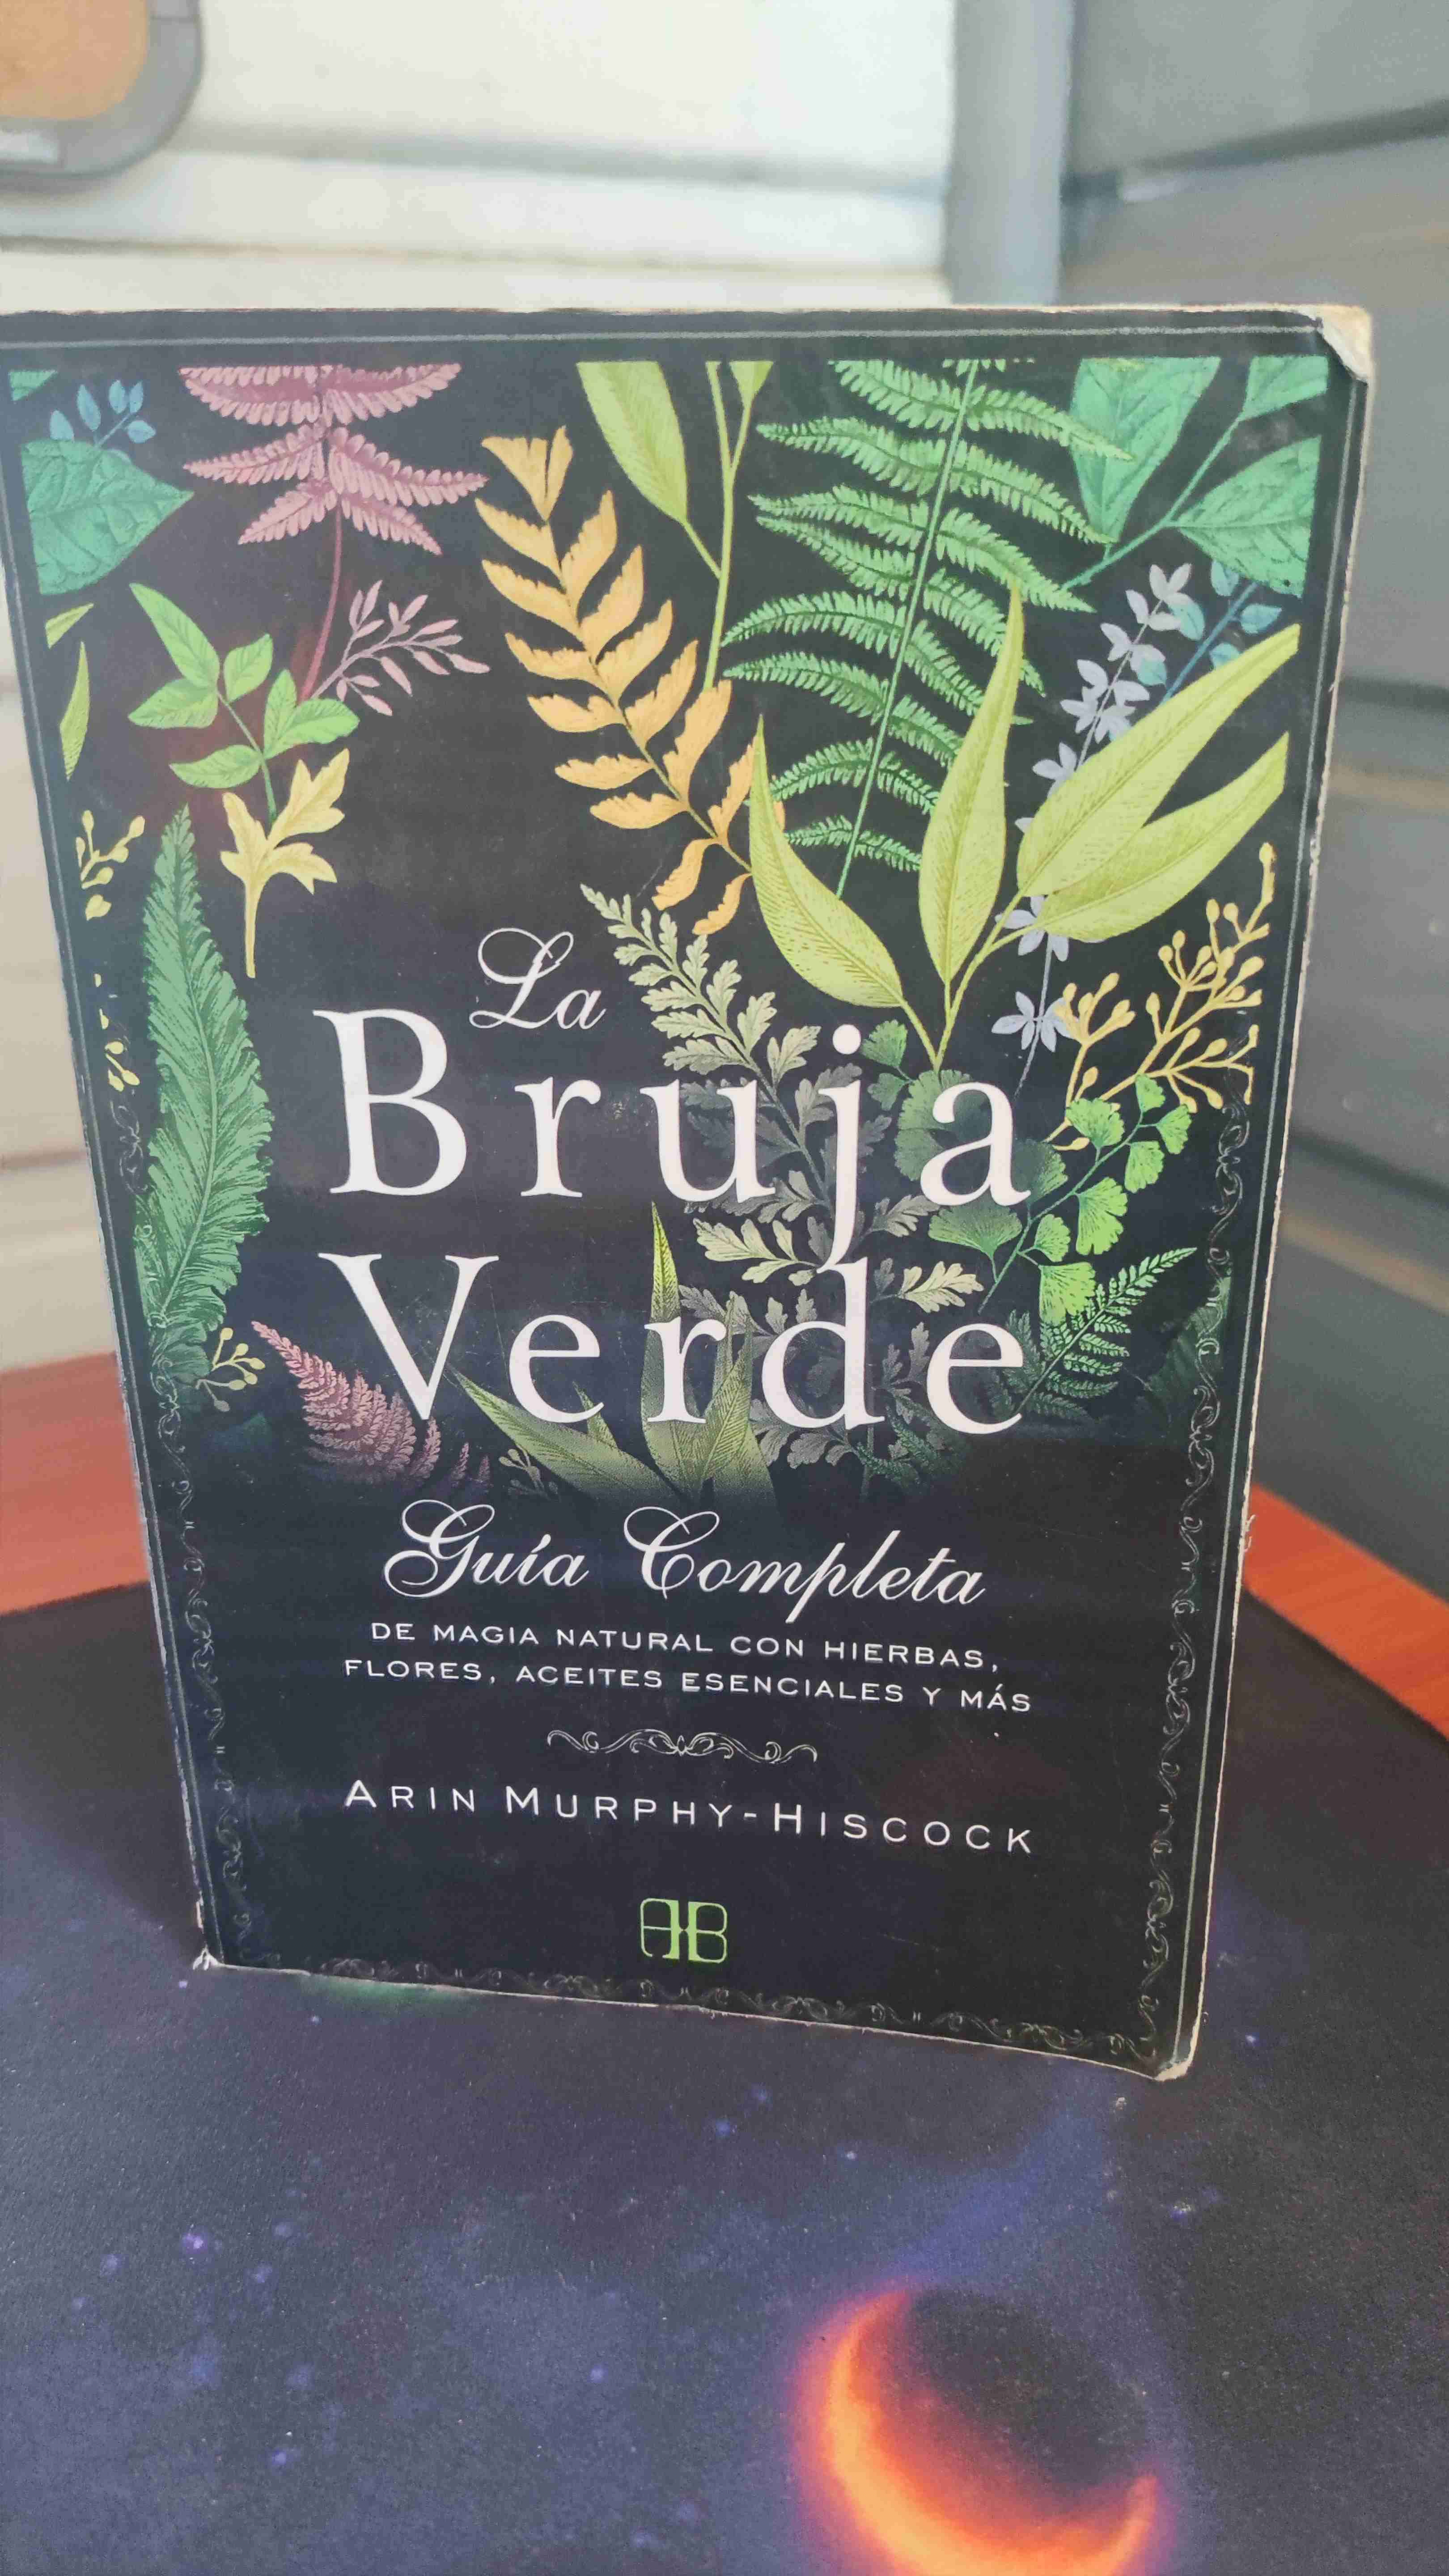 La
Bruja
Verde
Guía Completa
DE MAGIA NATURAL CON HIERBAS,
FLORES, ACEITES ESENCIALES Y MÁS
ARIN MURPHY-HISCOCK
AB